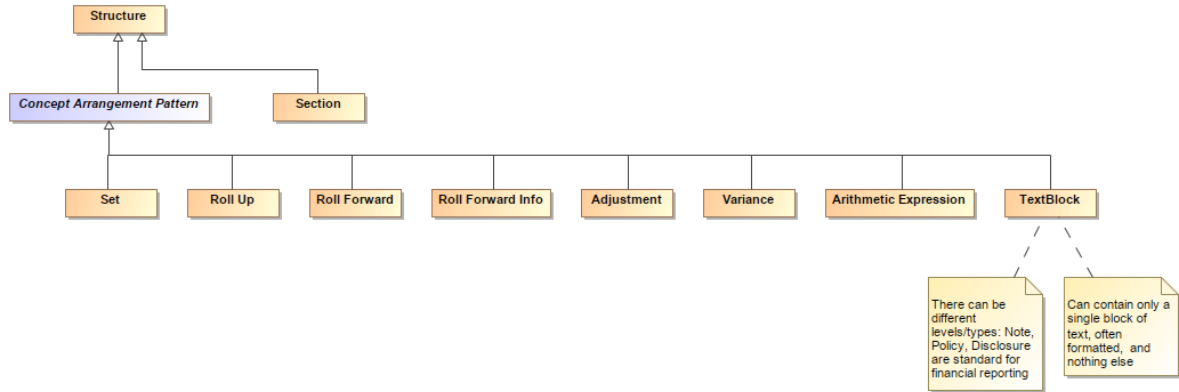 Structure
Concept Arrangement Pattern
Section
Set
Roll Up
Roll Forward
Roll Forward Info
Adjustment
Variance
Arithmetic Expression
TextBlock
There can be
different
levels/types: Note,
Policy, Disclosure
are standard for
financial reporting
Can contain only a
single block of
text, often
formatted,  and
nothing else